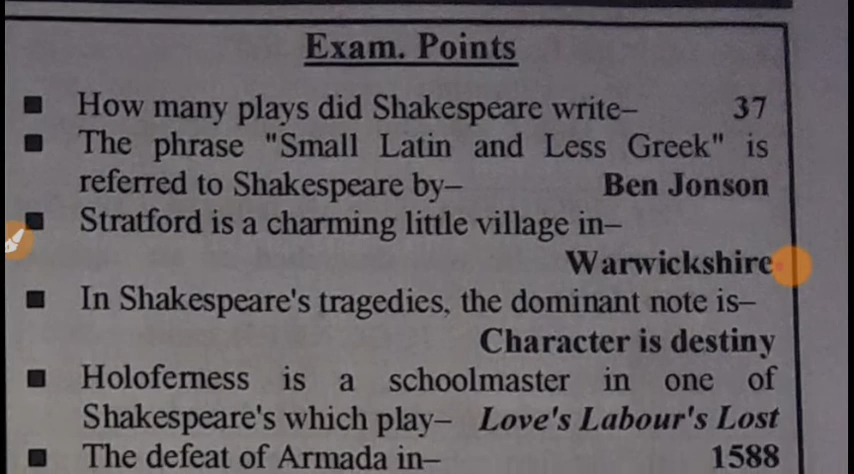 Exam. Points
■ How many plays did Shakespeare write– 37
■ The phrase "Small Latin and Less Greek" is
referred to Shakespeare by– Ben Jonson
■ Stratford is a charming little village in–
Warwickshire
■ In Shakespeare's tragedies, the dominant note is–
Character is destiny
■ Holoferness is a schoolmaster in one of
Shakespeare's which play– Love's Labour's Lost
■ The defeat of Armada in– 1588